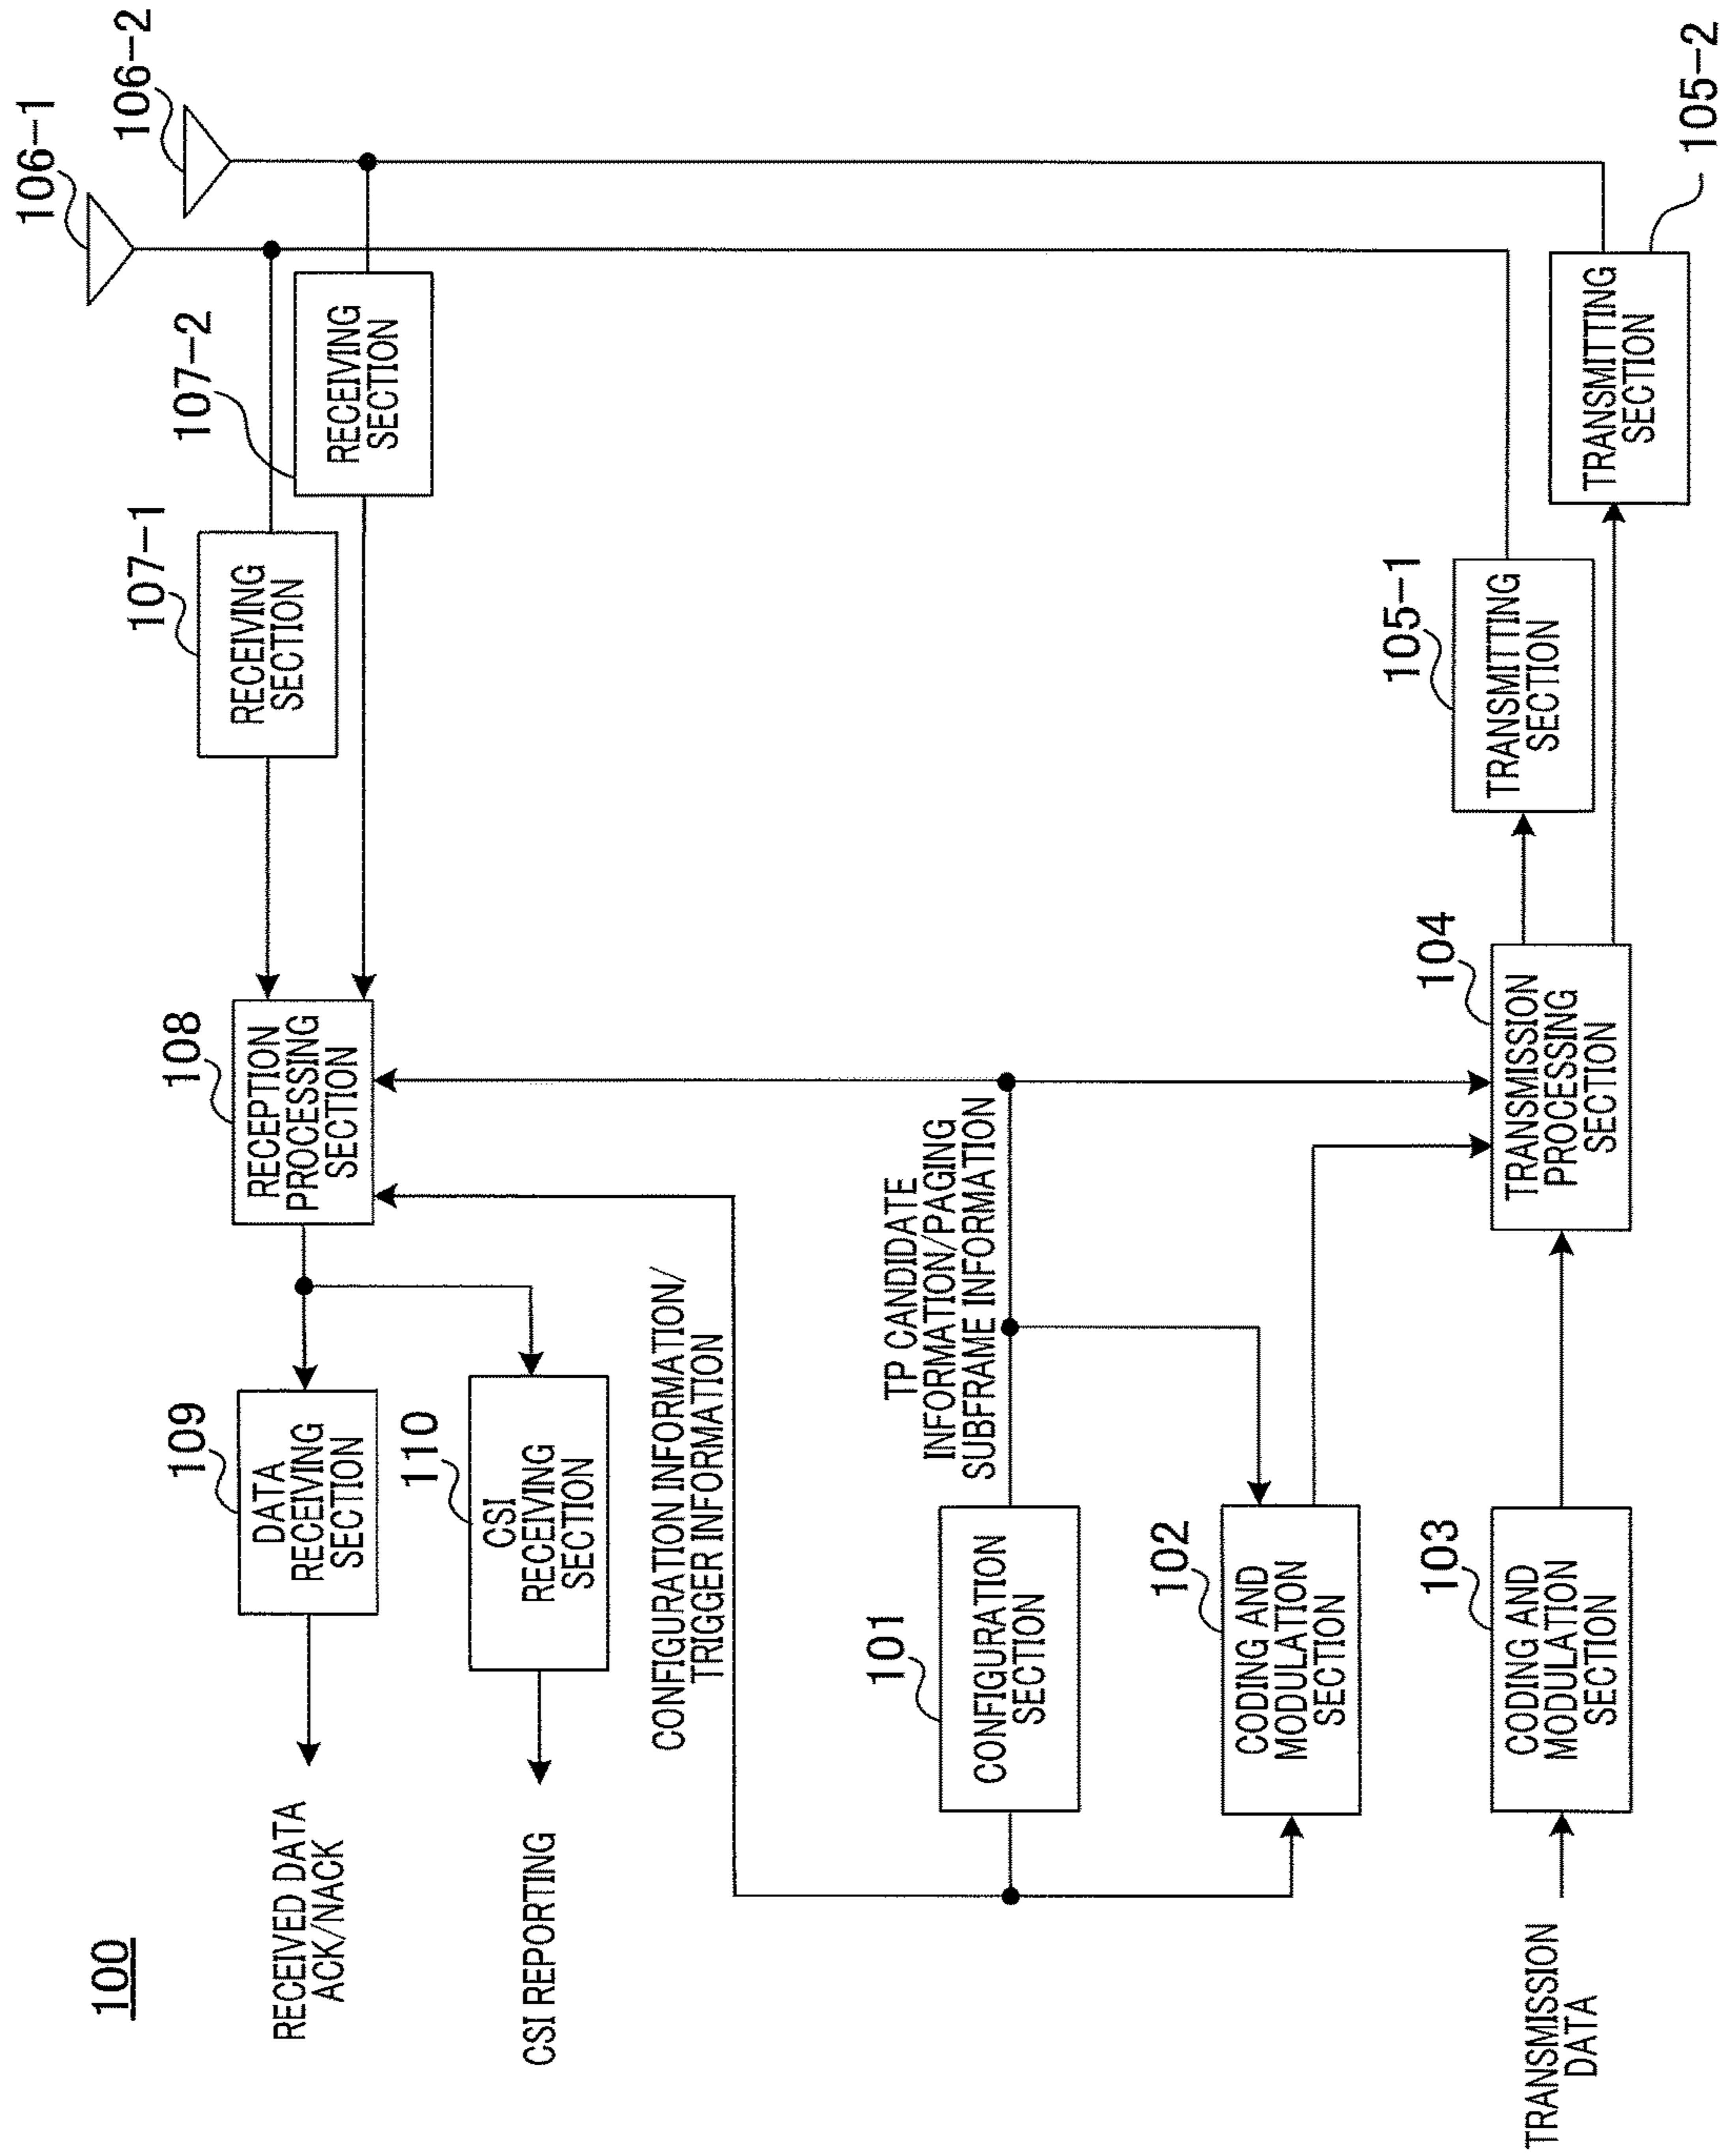 100
RECEIVED DATA
ACK/NACK
109
DATA
RECEIVING
SECTION
108
RECEPTION
PROCESSING
SECTION
107-1
RECEIVING
SECTION
106-1
107-2
RECEIVING
SECTION
106-2
CSI REPORTING
110
CSI
RECEIVING
SECTION
CONFIGURATION INFORMATION/
TRIGGER INFORMATION
101
CONFIGURATION
SECTION
TP CANDIDATE
INFORMATION/PAGING
SUBFRAME INFORMATION
102
CODING AND
MODULATION
SECTION
TRANSMISSION
DATA
103
CODING AND
MODULATION
SECTION
104
TRANSMISSION
PROCESSING
SECTION
105-1
TRANSMITTING
SECTION
TRANSMITTING
SECTION
105-2